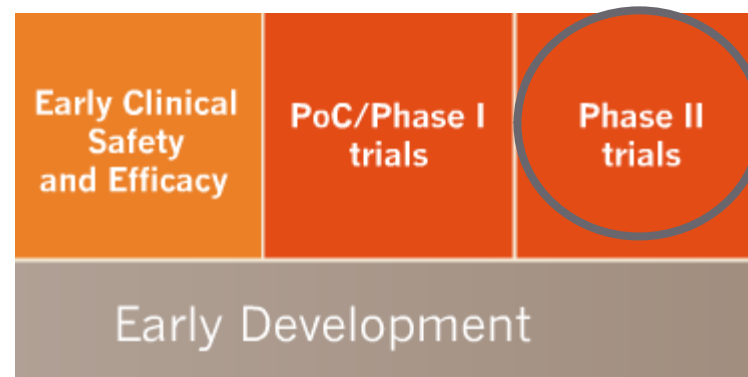 Early Clinical
Safety
and Efficacy
PoC/Phase I
trials
Phase II
trials
Early Development